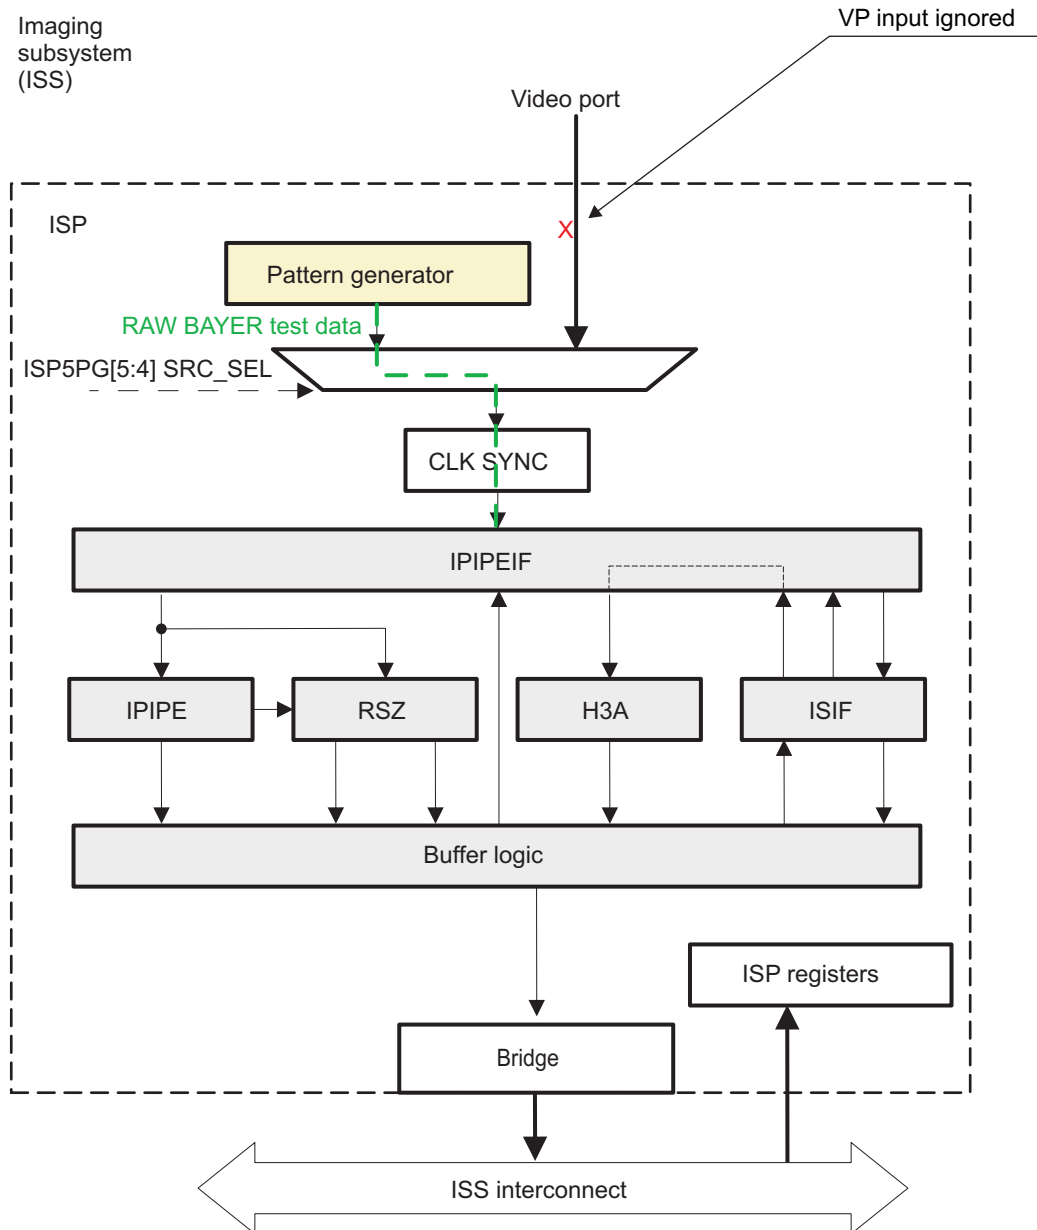 Imaging
subsystem
(ISS)
VP input ignored
Video port
ISP
X
Pattern generator
RAW BAYER test data
ISP5PG[5:4] SRC_SEL
CLK SYNC
IPIPEIF
IPIPE
RSZ
H3A
ISIF
Buffer logic
ISP registers
Bridge
ISS interconnect